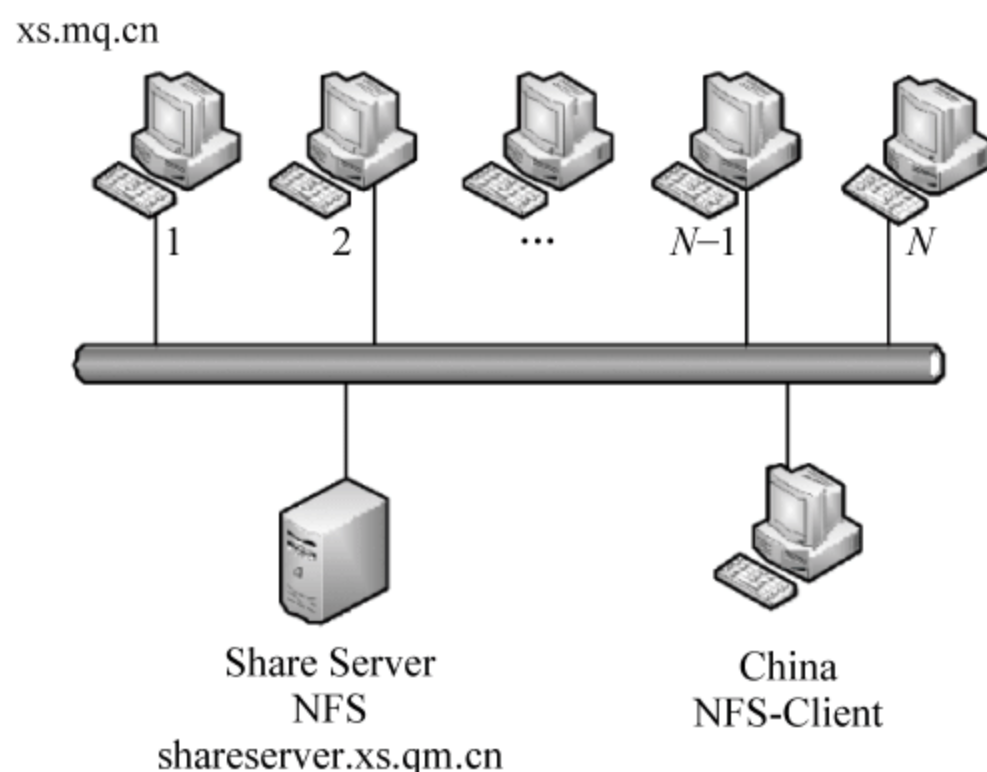 xs.mq.cn
1
2
...
N–1
N
Share Server
NFS
shareserver.xs.qm.cn
China
NFS-Client